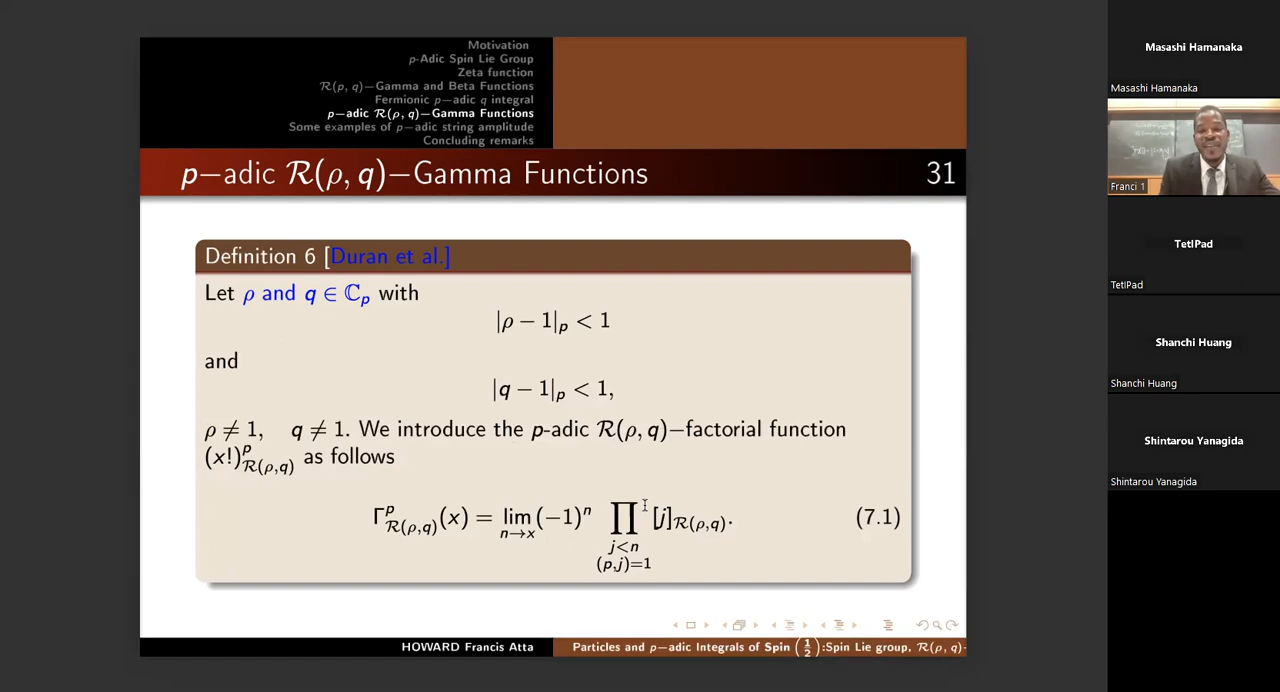 Motivation
p-Adic Spin Lie Group
Zeta function
ℛ(p, q)−Gamma and Beta Functions
Fermionic p−adic q integral
p−adic ℛ(ρ, q)−Gamma Functions
Some examples of p−adic string amplitude
Concluding remarks
p−adic ℛ(ρ, q)−Gamma Functions 31
Definition 6 [Duran et al.]
Let ρ and q ∈ ℂ_p with
|ρ − 1|_p < 1
and
|q − 1|_p < 1,
ρ ≠ 1, q ≠ 1. We introduce the p-adic ℛ(ρ, q)−factorial function
(x!)^p_{ℛ(ρ,q)} as follows
Γ^p_{ℛ(ρ,q)}(x) = lim_{n→x} (−1)^n ∏_{j<n, (p,j)=1} [j]_{ℛ(ρ,q)}. (7.1)
HOWARD Francis Atta Particles and p−adic Integrals of Spin (1/2):Spin Lie group, ℛ(ρ, q)−
Masashi Hamanaka
Masashi Hamanaka
Franci 1
TetIPad
TetIPad
Shanchi Huang
Shanchi Huang
Shintarou Yanagida
Shintarou Yanagida